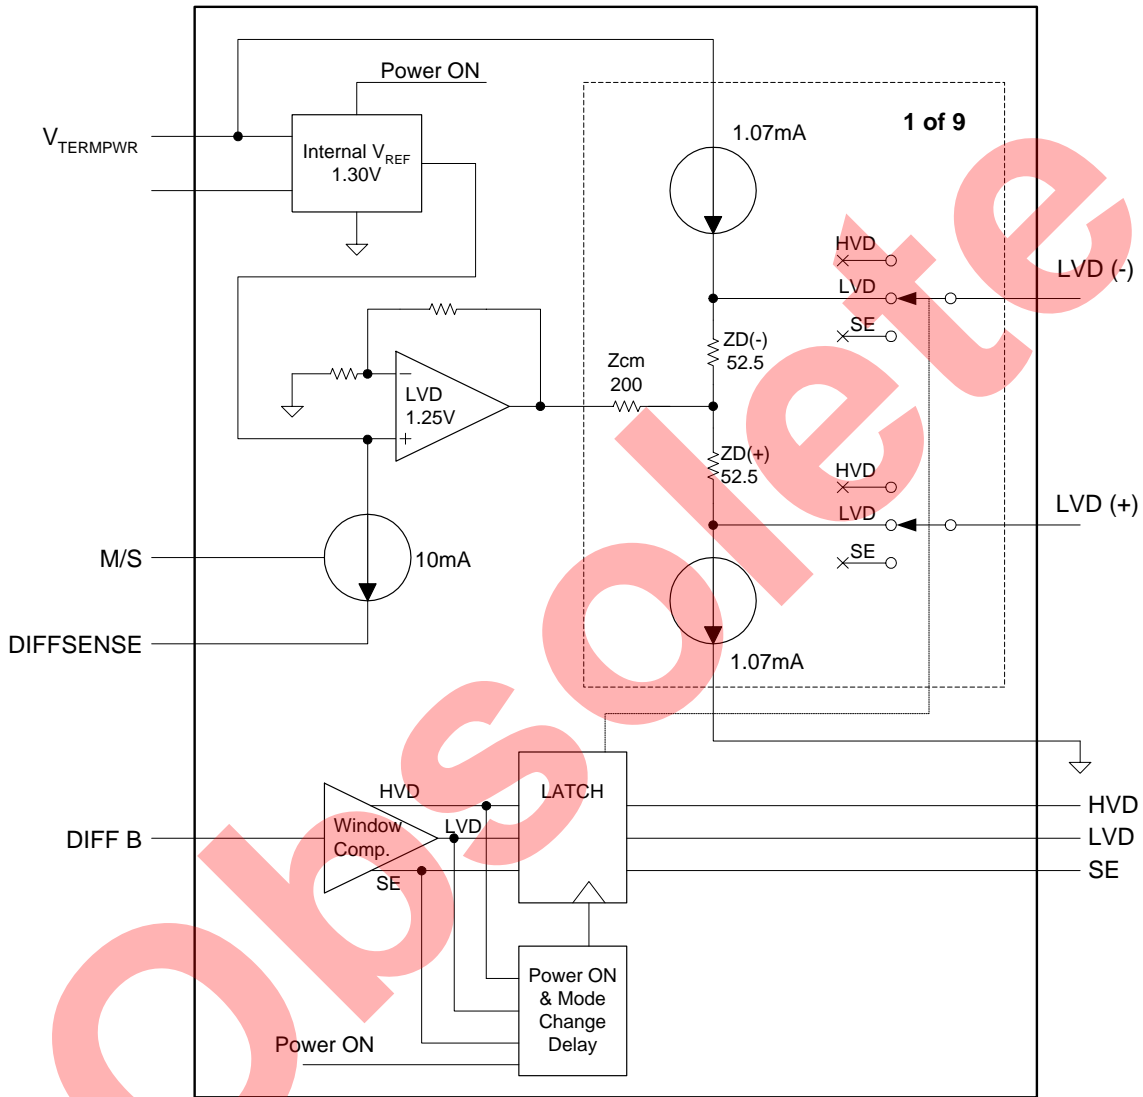 Power ON
1 of 9
1.07mA
VTERMPWR
Internal VREF
1.30V
HVD
LVD (-)
LVD
SE
ZD(-)
52.5
Zcm
200
LVD
1.25V
ZD(+)
52.5
HVD
LVD (+)
LVD
SE
M/S
10mA
DIFFSENSE
1.07mA
HVD
LATCH
HVD
DIFF B
Window
Comp.
LVD
LVD
SE
SE
Power ON
& Mode
Change
Delay
Power ON
Obsolete